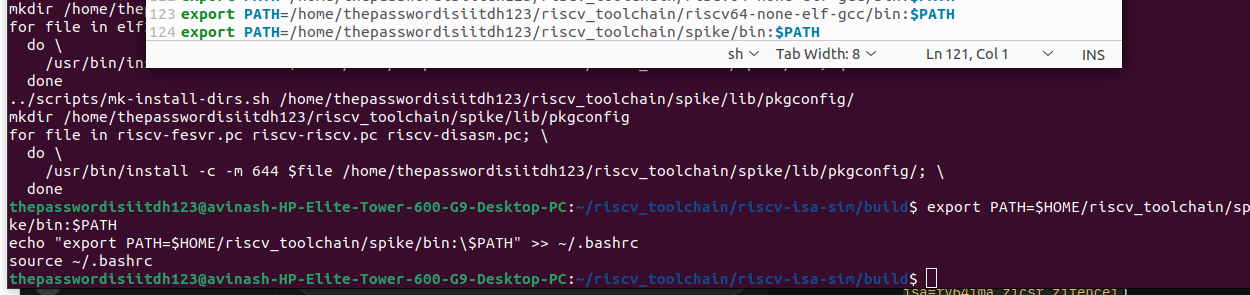 mkdir /home/the
for file in elf
do \
/usr/bin/ins
done
123 export PATH=/home/thepasswordisiitdh123/riscv_toolchain/riscv64-none-elf-gcc/bin:$PATH
124 export PATH=/home/thepasswordisiitdh123/riscv_toolchain/spike/bin:$PATH
sh Tab Width: 8 Ln 121, Col 1 INS
../scripts/mk-install-dirs.sh /home/thepasswordisiitdh123/riscv_toolchain/spike/lib/pkgconfig/
mkdir /home/thepasswordisiitdh123/riscv_toolchain/spike/lib/pkgconfig
for file in riscv-fesvr.pc riscv-riscv.pc riscv-disasm.pc; \
do \
/usr/bin/install -c -m 644 $file /home/thepasswordisiitdh123/riscv_toolchain/spike/lib/pkgconfig/; \
done
thepasswordisiitdh123@avinash-HP-Elite-Tower-600-G9-Desktop-PC:~/riscv_toolchain/riscv-isa-sim/build$ export PATH=$HOME/riscv_toolchain/spi
ke/bin:$PATH
echo "export PATH=$HOME/riscv_toolchain/spike/bin:\$PATH" >> ~/.bashrc
source ~/.bashrc
thepasswordisiitdh123@avinash-HP-Elite-Tower-600-G9-Desktop-PC:~/riscv_toolchain/riscv-isa-sim/build$